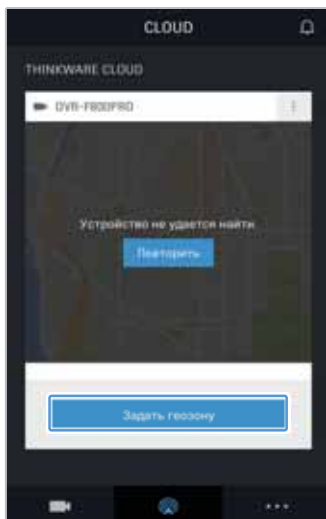 CLOUD
THINKWARE CLOUD
DVR-F800PRO
Устройство не удается найти
Повторить
Задать геозону